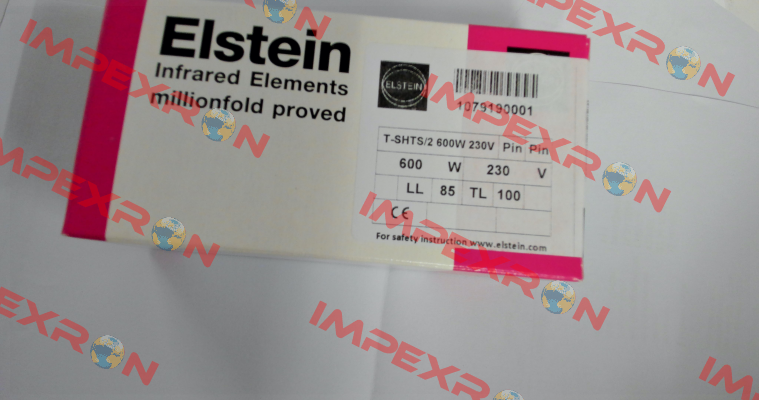 Elstein
Infrared Elements
millionfold proved
ELSTEIN
1079190001
T-SHTS/2 600W 230V Pin Pin
600 W 230 V
LL 85 TL 100
CE
For safety instruction www.elstein.com
IMPEXRON
IMPEXRON
IMPEXRON
IMPEXRON
IMPEXRON
IMPEXRON